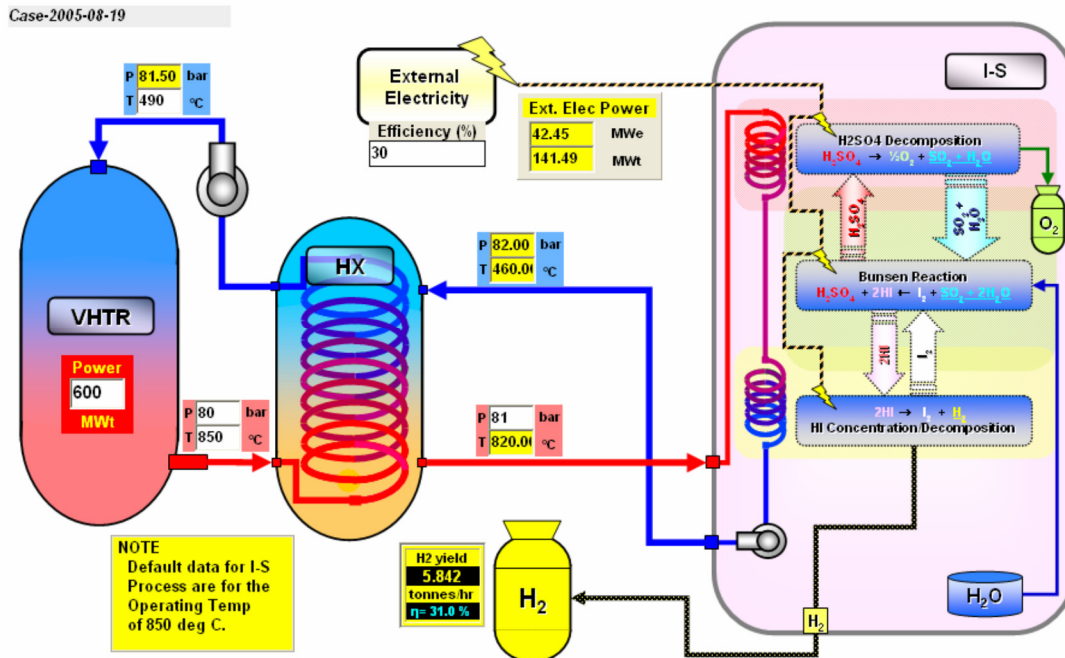 Case-2005-08-19
P 81.50 bar
T 490 °C
External
Electricity
Efficiency (%)
30
Ext. Elec Power
42.45 MWe
141.49 MWt
I-S
H2SO4 Decomposition
H₂SO₄ → ½O₂ + SO₂ + H₂O
H₂SO₄
SO₂ +
H₂O
O₂
VHTR
Power
600
MWt
HX
P 82.00 bar
T 460.0 °C
Bunsen Reaction
H₂SO₄ + 2HI ← I₂ + SO₂ + 2H₂O
2HI
I₂
P 80 bar
T 850 °C
P 81 bar
T 820.0 °C
2HI → I₂ + H₂
HI Concentration/Decomposition
NOTE
Default data for I-S
Process are for the
Operating Temp
of 850 deg C.
H2 yield
5.842
tonnes/hr
η= 31.0 %
H₂
H₂
H₂O